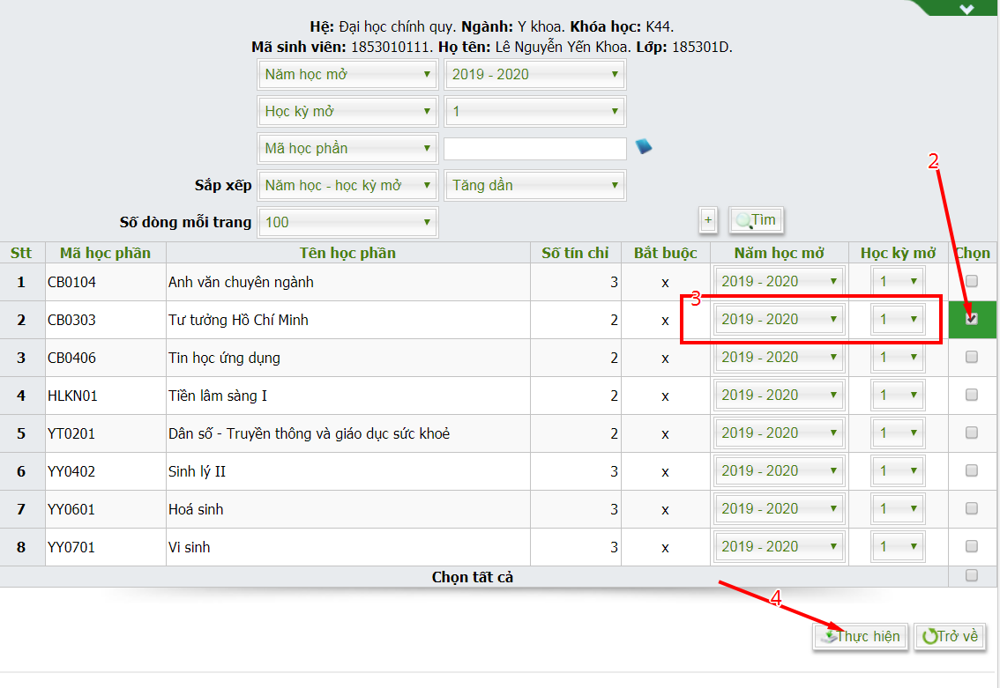 Hệ: Đại học chính quy. Ngành: Y khoa. Khóa học: K44.
Mã sinh viên: 1853010111. Họ tên: Lê Nguyễn Yến Khoa. Lớp: 185301D.
Năm học mở 2019 - 2020
Học kỳ mở 1
Mã học phần
2
Sắp xếp Năm học - học kỳ mở Tăng dần
Số dòng mỗi trang 100 + Tìm
Stt Mã học phần Tên học phần Số tín chỉ Bắt buộc Năm học mở Học kỳ mở Chọn
1 CB0104 Anh văn chuyên ngành 3 x 2019 - 2020 1
3
2 CB0303 Tư tưởng Hồ Chí Minh 2 x 2019 - 2020 1
3 CB0406 Tin học ứng dụng 2 x 2019 - 2020 1
4 HLKN01 Tiền lâm sàng I 2 x 2019 - 2020 1
5 YT0201 Dân số - Truyền thông và giáo dục sức khoẻ 2 x 2019 - 2020 1
6 YY0402 Sinh lý II 3 x 2019 - 2020 1
7 YY0601 Hoá sinh 3 x 2019 - 2020 1
8 YY0701 Vi sinh 3 x 2019 - 2020 1
Chọn tất cả
4
Thực hiện Trở về